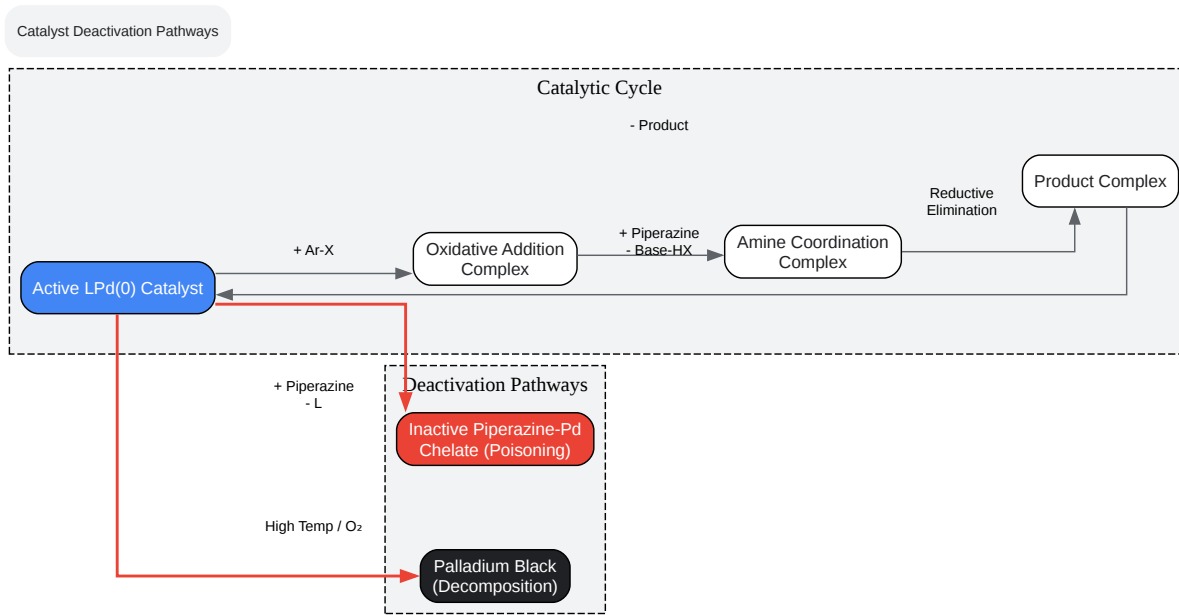 Catalyst Deactivation Pathways
Catalytic Cycle
- Product
Product Complex
Reductive
Elimination
+ Piperazine
- Base-HX
Amine Coordination
Complex
+ Ar-X
Oxidative Addition
Complex
Active LPd(0) Catalyst
Deactivation Pathways
+ Piperazine
- L
Inactive Piperazine-Pd
Chelate (Poisoning)
High Temp / O₂
Palladium Black
(Decomposition)